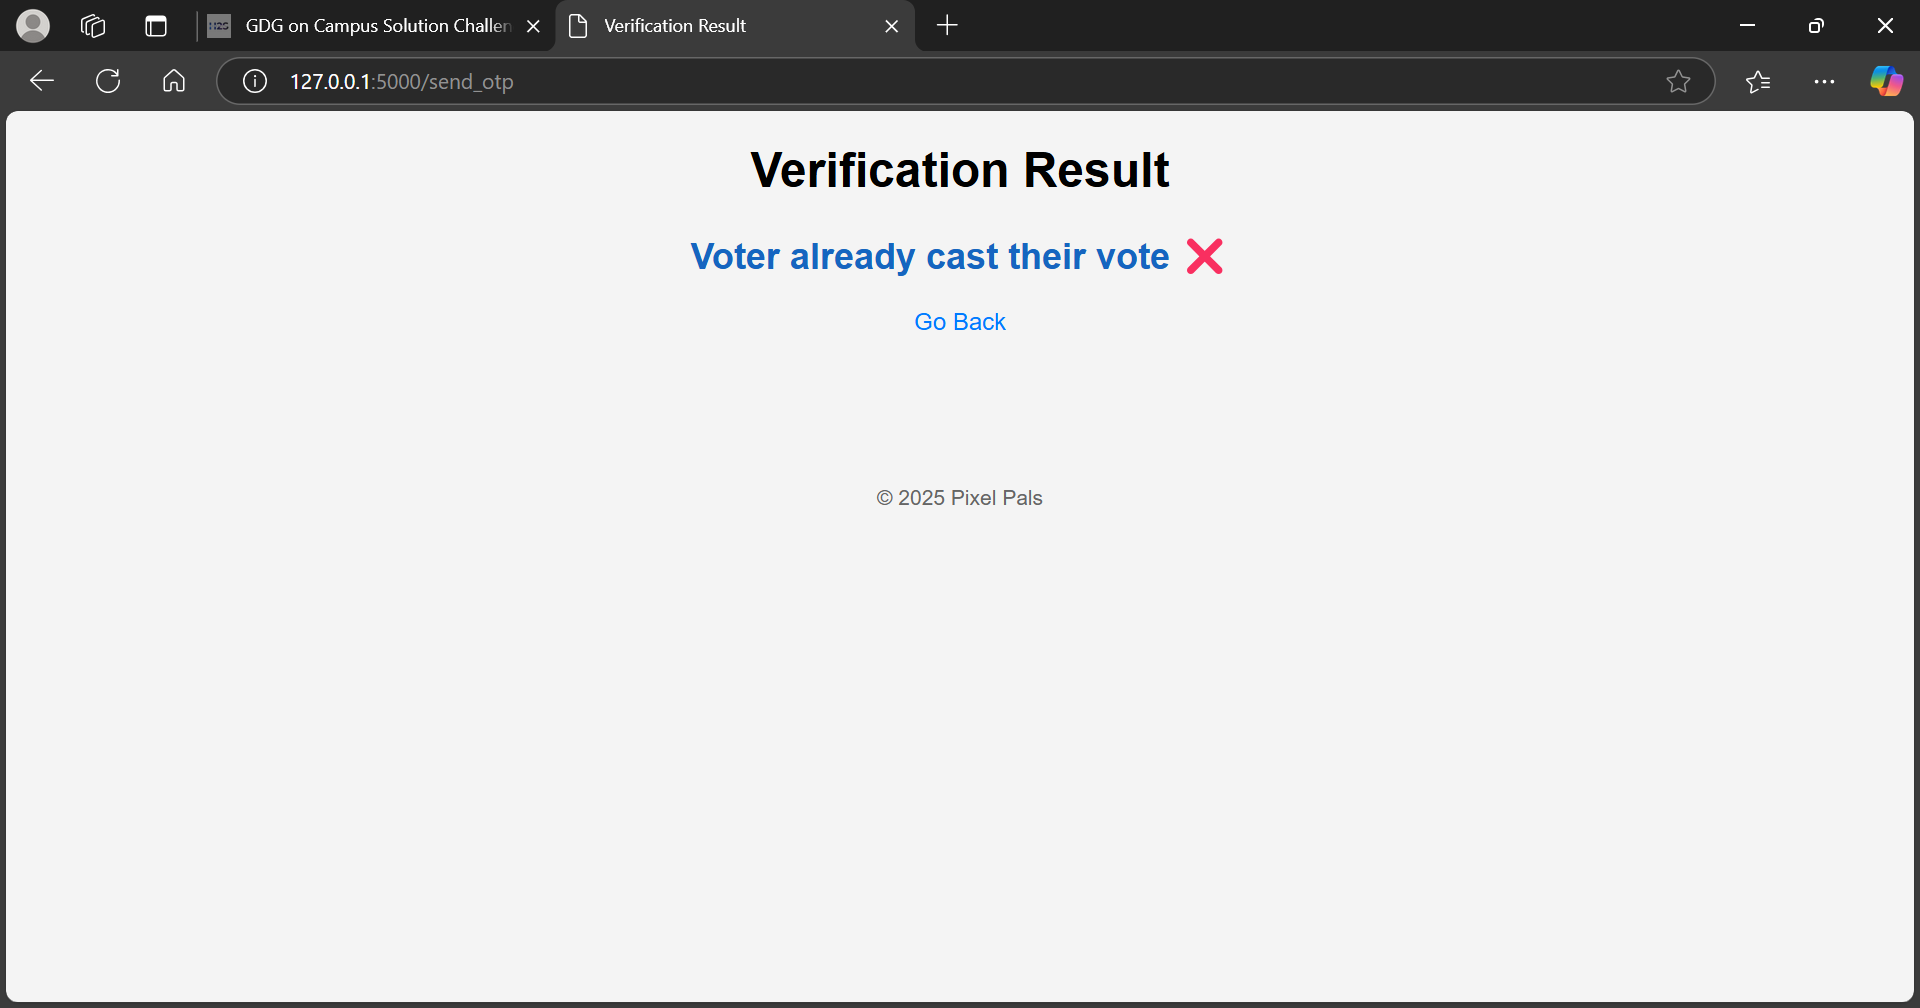 H2S GDG on Campus Solution Challen
Verification Result
127.0.0.1:5000/send_otp
Verification Result
Voter already cast their vote ❌
Go Back
© 2025 Pixel Pals